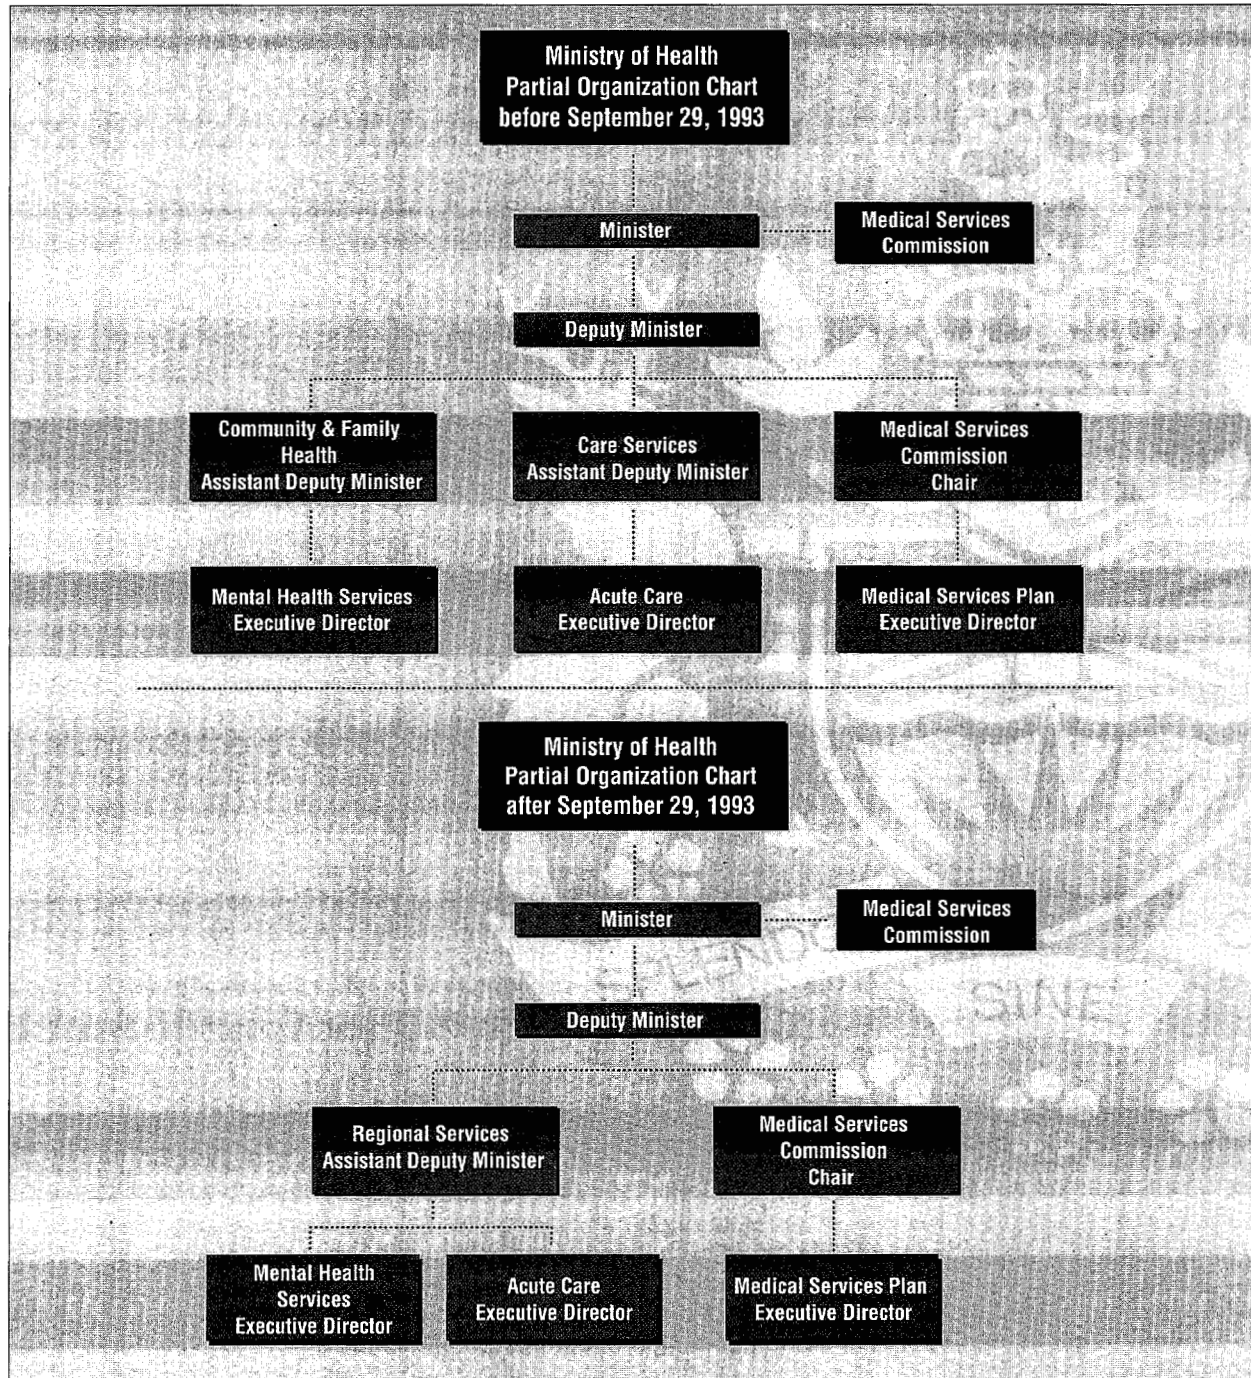 Ministry of Health
Partial Organization Chart
before September 29, 1993
Minister
Medical Services
Commission
Deputy Minister
Community & Family
Health
Assistant Deputy Minister
Care Services
Assistant Deputy Minister
Medical Services
Commission
Chair
Mental Health Services
Executive Director
Acute Care
Executive Director
Medical Services Plan
Executive Director
Ministry of Health
Partial Organization Chart
after September 29, 1993
Minister
Medical Services
Commission
Deputy Minister
Regional Services
Assistant Deputy Minister
Medical Services
Commission
Chair
Mental Health
Services
Executive Director
Acute Care
Executive Director
Medical Services Plan
Executive Director